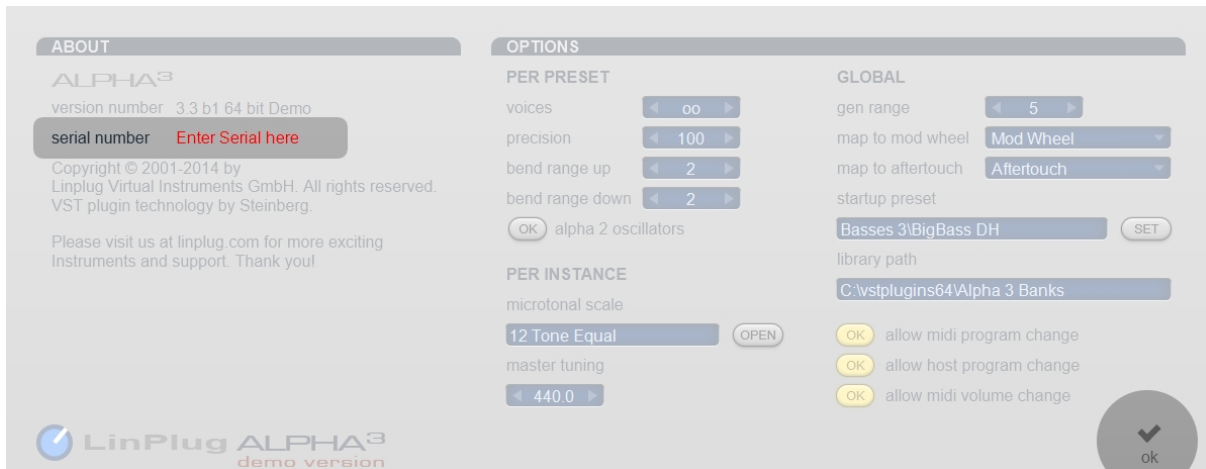 ABOUT
ALPHA3
version number 3.3 b1 64 bit Demo
serial number Enter Serial here
Copyright © 2001-2014 by
Linplug Virtual Instruments GmbH. All rights reserved.
VST plugin technology by Steinberg.
Please visit us at linplug.com for more exciting
Instruments and support. Thank you!
OPTIONS
PER PRESET
voices oo
precision 100
bend range up 2
bend range down 2
OK alpha 2 oscillators
PER INSTANCE
microtonal scale
12 Tone Equal OPEN
master tuning
440.0
GLOBAL
gen range 5
map to mod wheel Mod Wheel
map to aftertouch Aftertouch
startup preset
Basses 3\BigBass DH SET
library path
C:\vstplugins64\Alpha 3 Banks
OK allow midi program change
OK allow host program change
OK allow midi volume change
LinPlug ALPHA3
demo version
ok